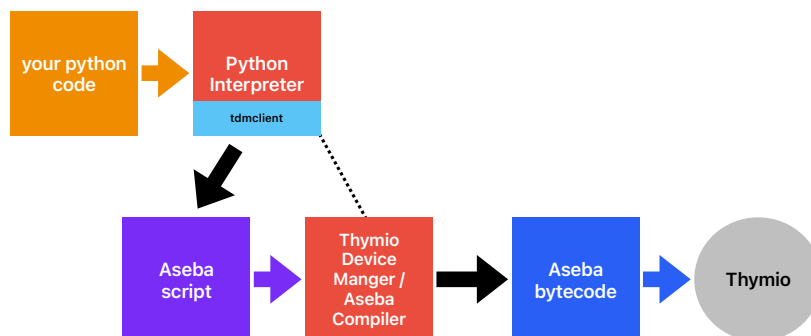 your python
code
Python
Interpreter
tdmclient
Aseba
script
Thymio
Device
Manger /
Aseba
Compiler
Aseba
bytecode
Thymio